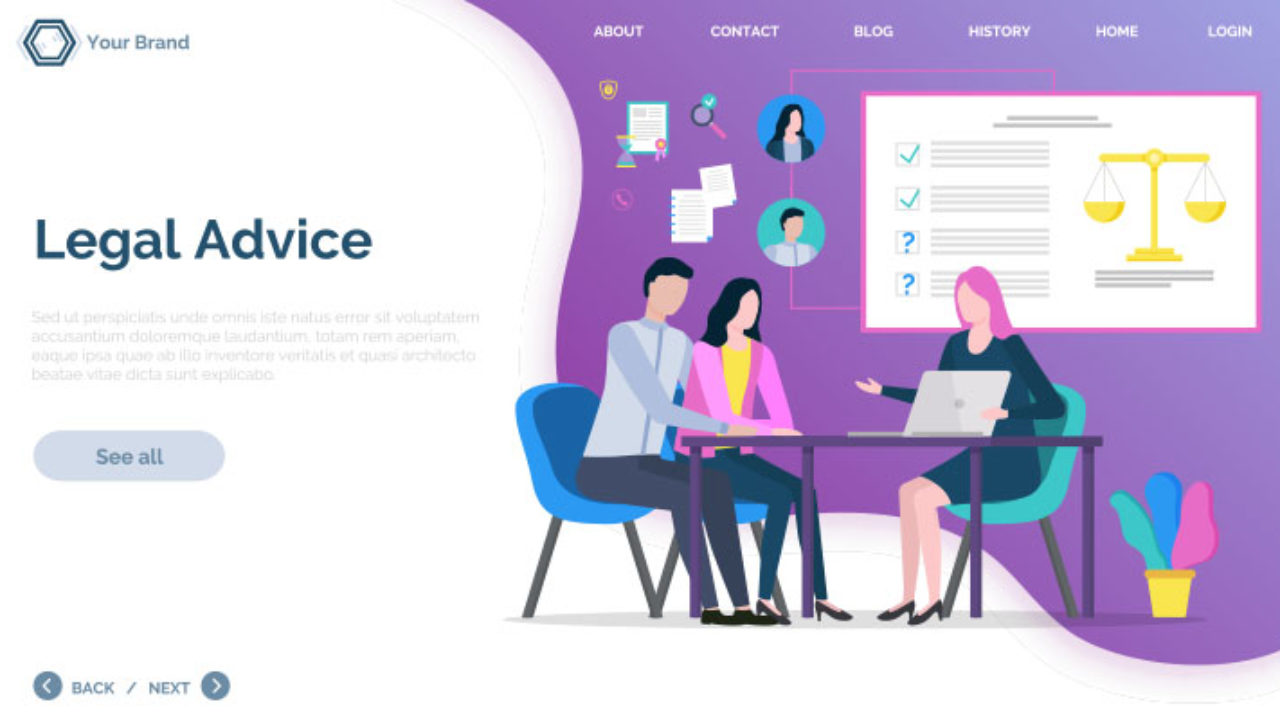 Your Brand
ABOUT CONTACT BLOG HISTORY HOME LOGIN
Legal Advice
Sed ut perspiciatis unde omnis iste natus error sit voluptatem
accusantium doloremque laudantium, totam rem aperiam,
eaque ipsa quae ab illo inventore veritatis et quasi architecto
beatae vitae dicta sunt explicabo.
See all
? 
?
BACK / NEXT